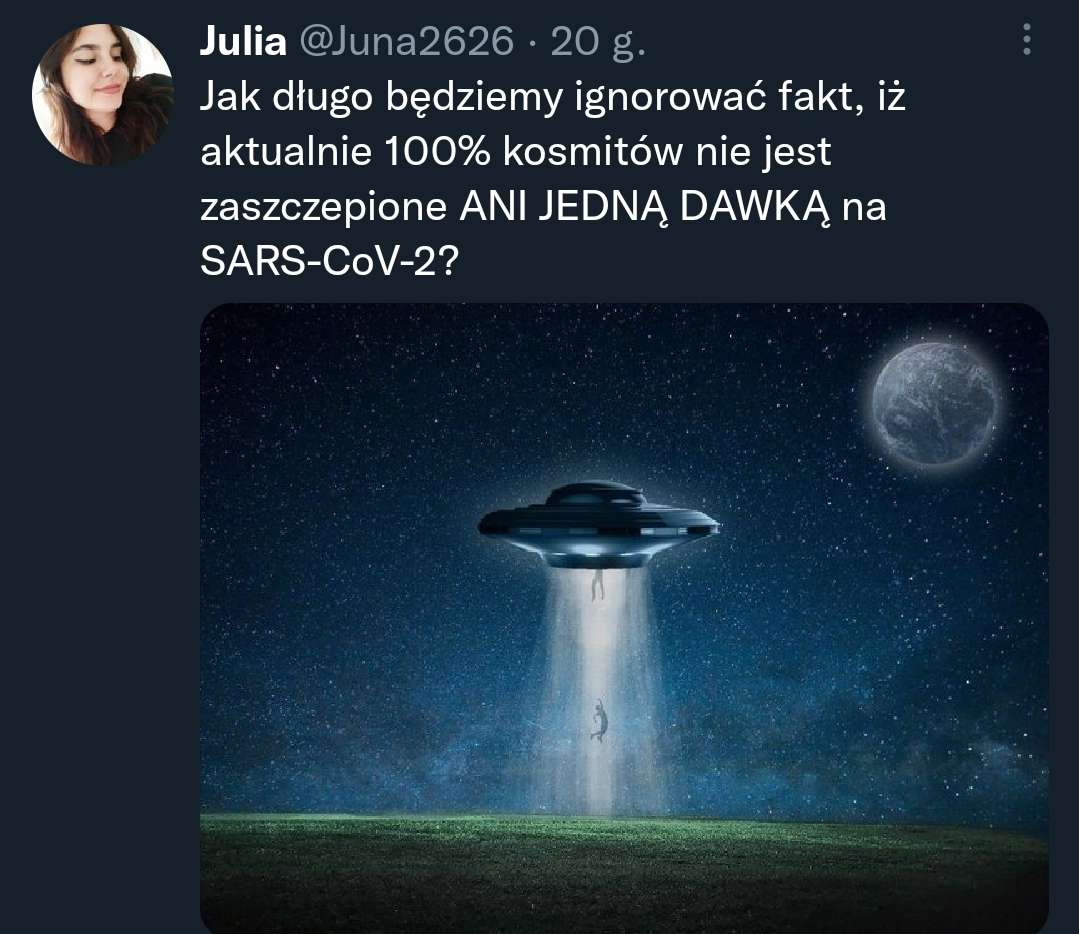 Julia @Juna2626 · 20 g.
Jak długo będziemy ignorować fakt, iż
aktualnie 100% kosmitów nie jest
zaszczepione ANI JEDNĄ DAWKĄ na
SARS-CoV-2?